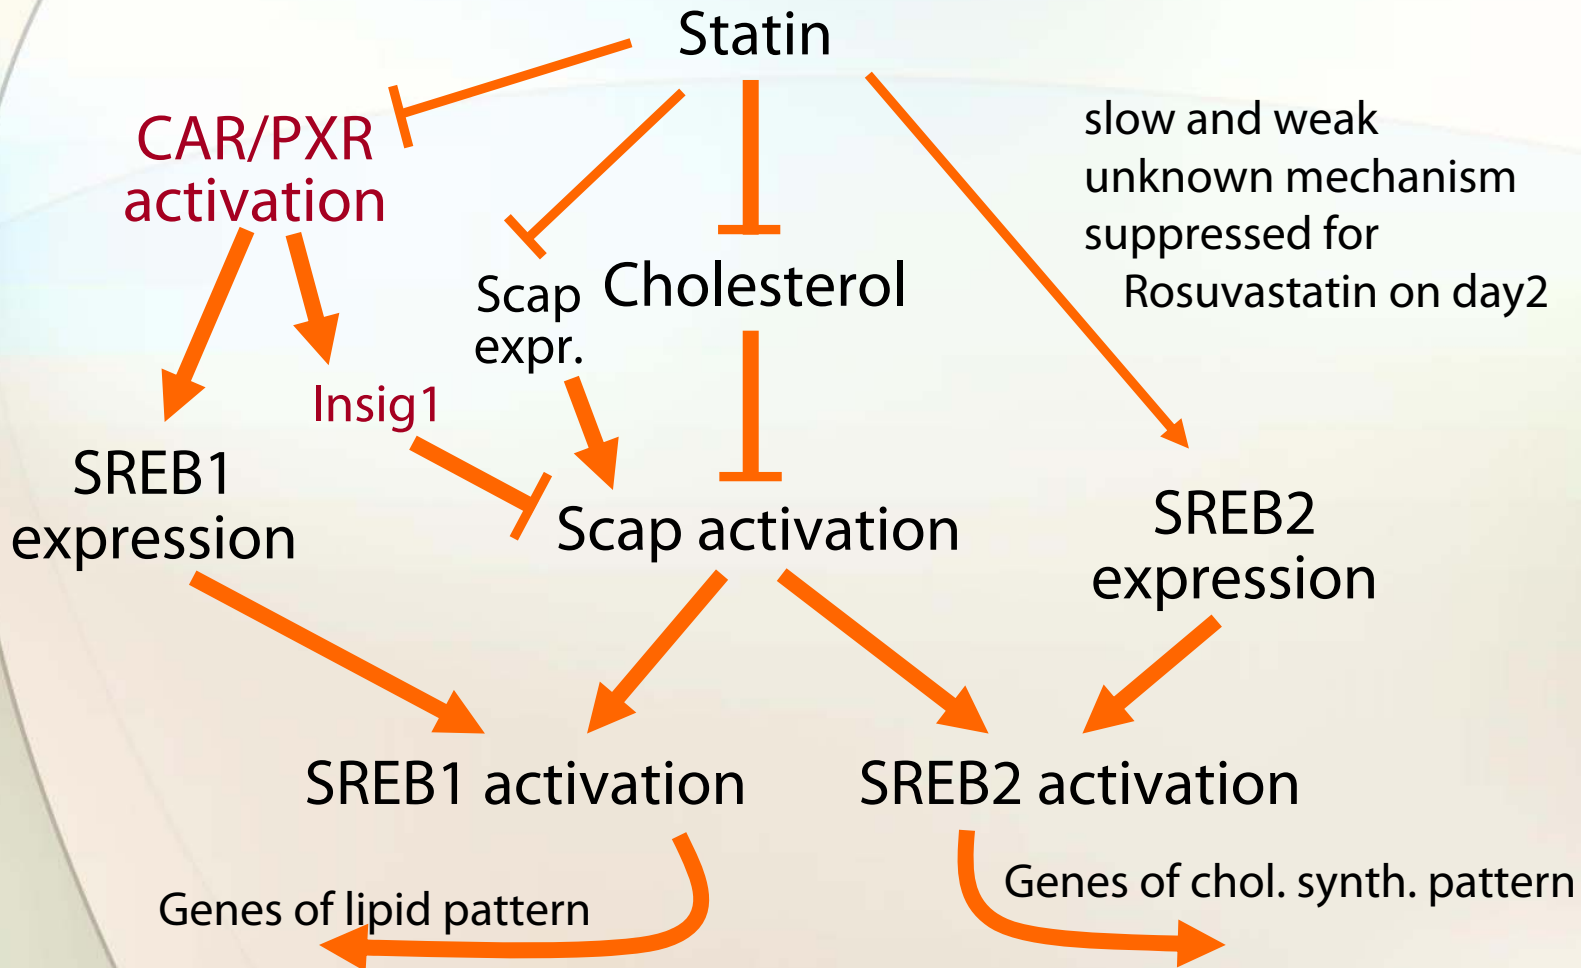 Statin
CAR/PXR
activation
slow and weak
unknown mechanism
suppressed for
Rosuvastatin on day2
Scap
expr.
Cholesterol
Insig1
SREB1
expression
Scap activation
SREB2
expression
SREB1 activation
SREB2 activation
Genes of lipid pattern
Genes of chol. synth. pattern